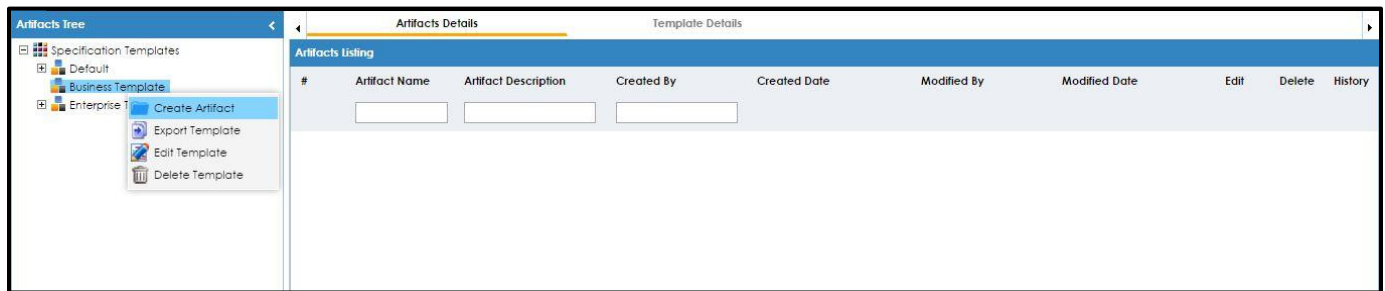 Artifacts Tree
Artifacts Details
Template Details
Specification Templates
Artifacts Listing
Default
Business Template
# Artifact Name Artifact Description Created By Created Date Modified By Modified Date Edit Delete History
Enterprise
Create Artifact
Export Template
Edit Template
Delete Template